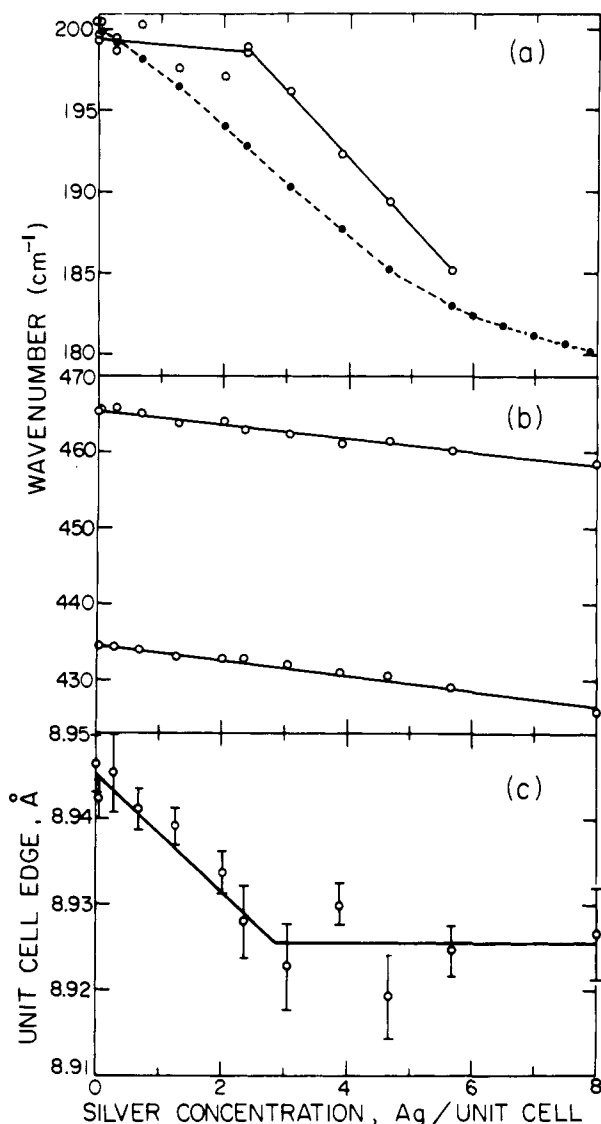 200
195
190
185
180
(a)
WAVENUMBER (cm⁻¹)
470
460
450
440
430
(b)
8.95
8.94
8.93
8.92
8.91
(c)
UNIT CELL EDGE, Å
0 2 4 6 8
SILVER CONCENTRATION, Ag/UNIT CELL